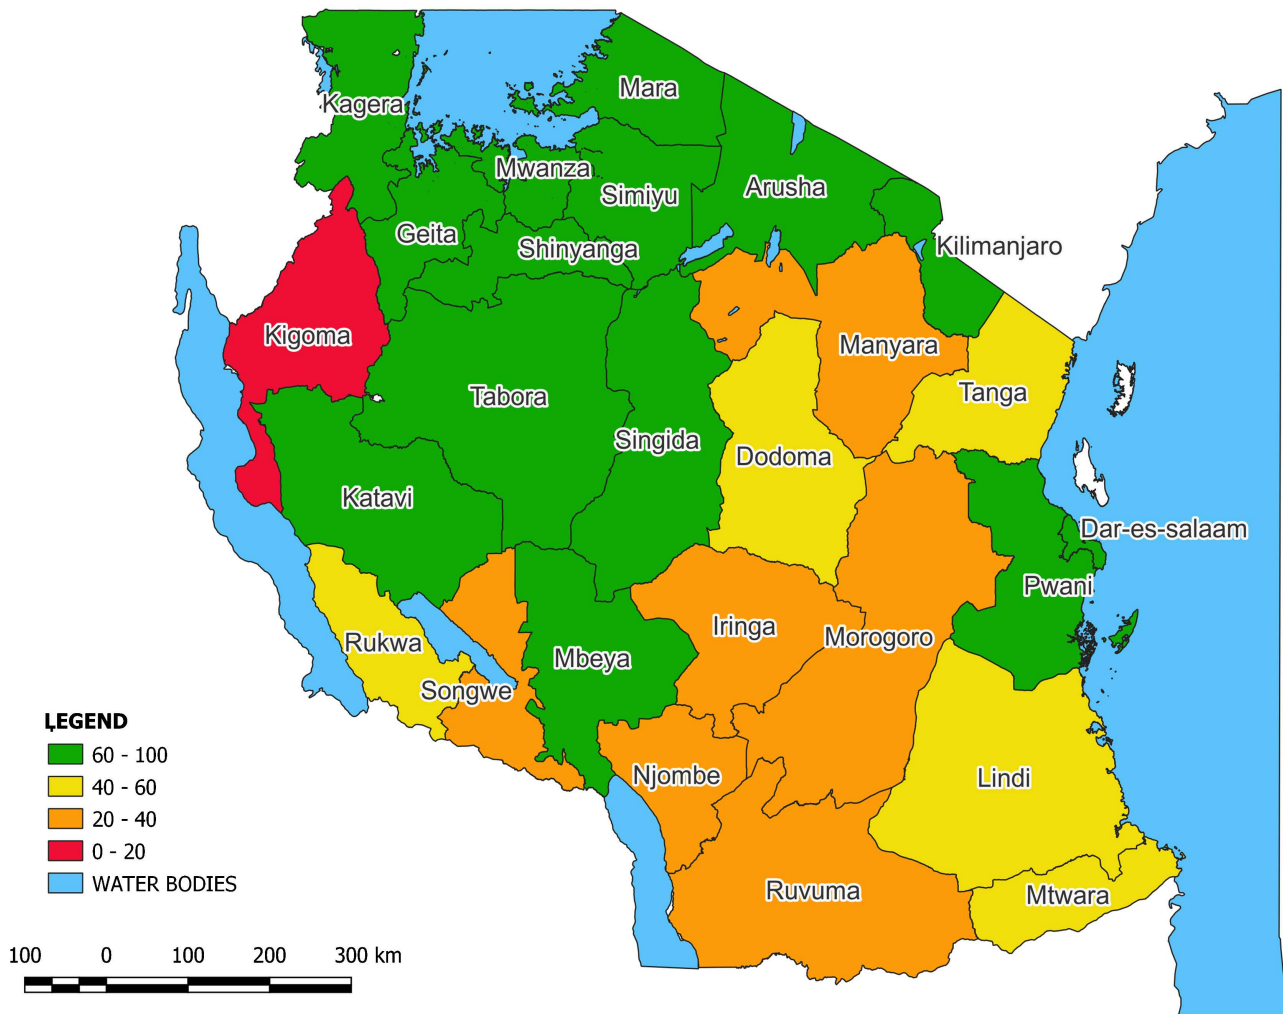 Mara
Kagera
Mwanza
Simiyu
Arusha
Geita
Shinyanga
Kilimanjaro
Kigoma
Manyara
Tabora
Tanga
Singida
Dodoma
Katavi
Dar-es-salaam
Pwani
Iringa
Morogoro
Rukwa
Mbeya
Songwe
Njombe
Lindi
Ruvuma
Mtwara
LEGEND
60 - 100
40 - 60
20 - 40
0 - 20
WATER BODIES
100 0 100 200 300 km